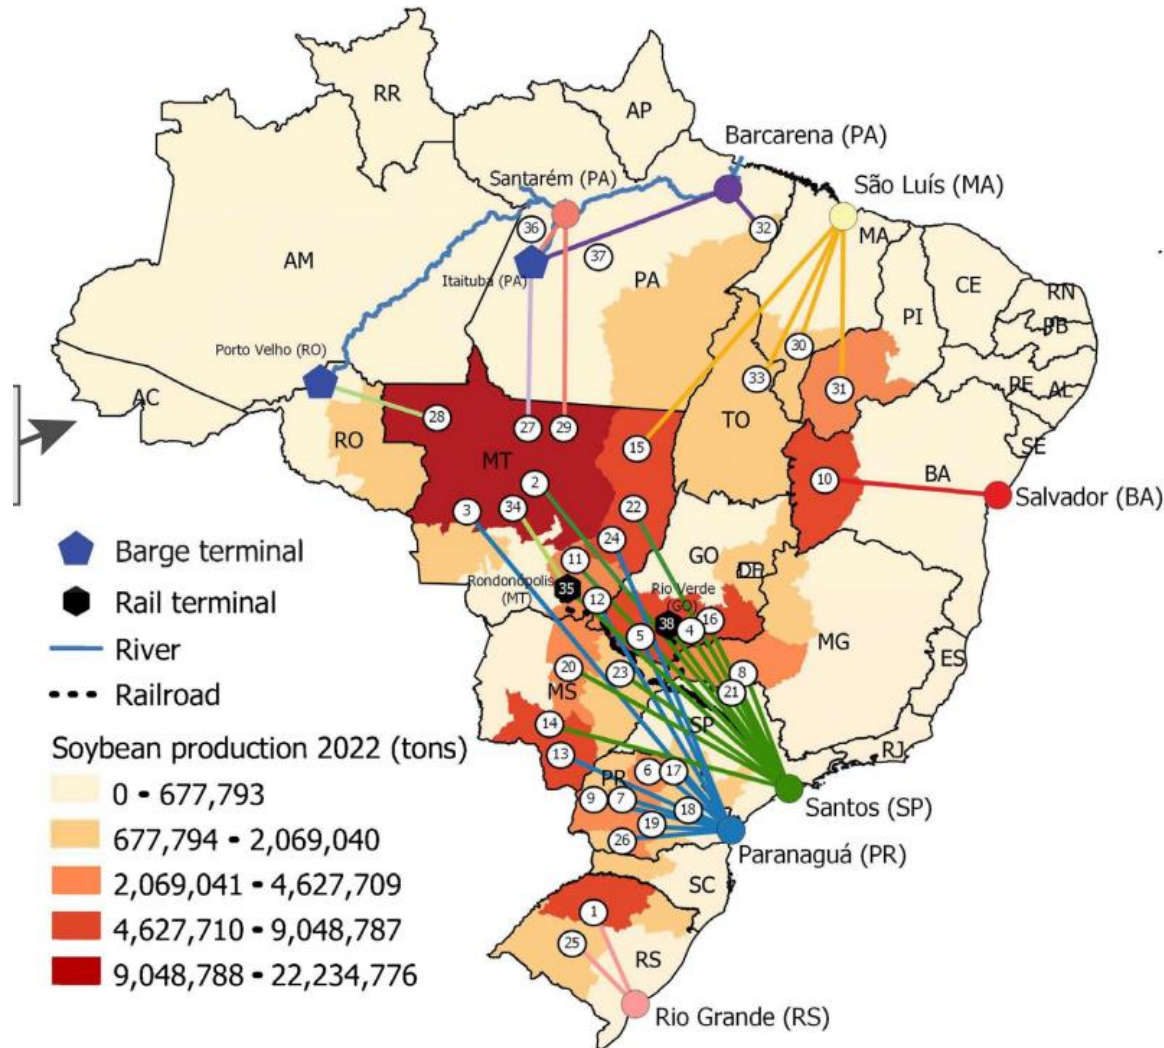 RR
AP
Barcarena (PA)
Santarém (PA)
São Luís (MA)
36
32
MA
AM
37
Itaituba (PA)
PA
CE
RN
PI
PB
Porto Velho (RO)
30
33
31
PE
AL
AC
28
27
29
TO
RO
15
SE
MT
BA
2
10
Salvador (BA)
3
34
22
24
GO
DF
11
Rondonópolis
(MT)
35
12
Rio Verde
(GO)
38
4
16
5
MG
ES
20
23
8
MS
21
14
SP
RJ
13
PR
6
17
9
7
18
Santos (SP)
19
26
Paranaguá (PR)
SC
1
25
RS
Rio Grande (RS)
Barge terminal
Rail terminal
River
Railroad
Soybean production 2022 (tons)
0 - 677,793
677,794 - 2,069,040
2,069,041 - 4,627,709
4,627,710 - 9,048,787
9,048,788 - 22,234,776